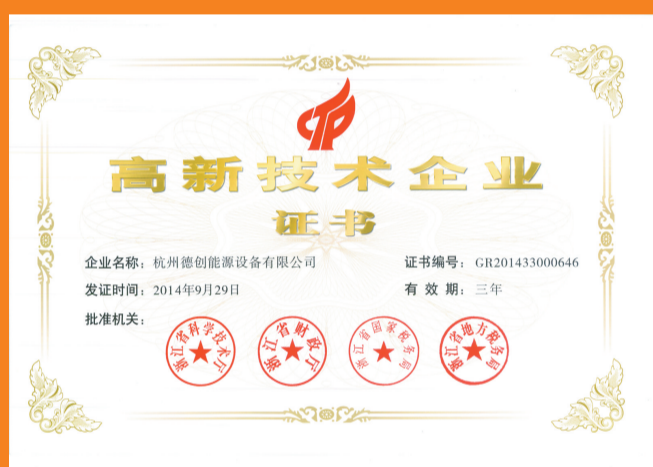 高新技术企业
证书
企业名称：杭州德创能源设备有限公司 证书编号：GR201433000646
发证时间：2014年9月29日 有 效 期：三年
批准机关：
浙江省科学技术厅 浙江省财政厅 浙江省国家税务局 浙江省地方税务局